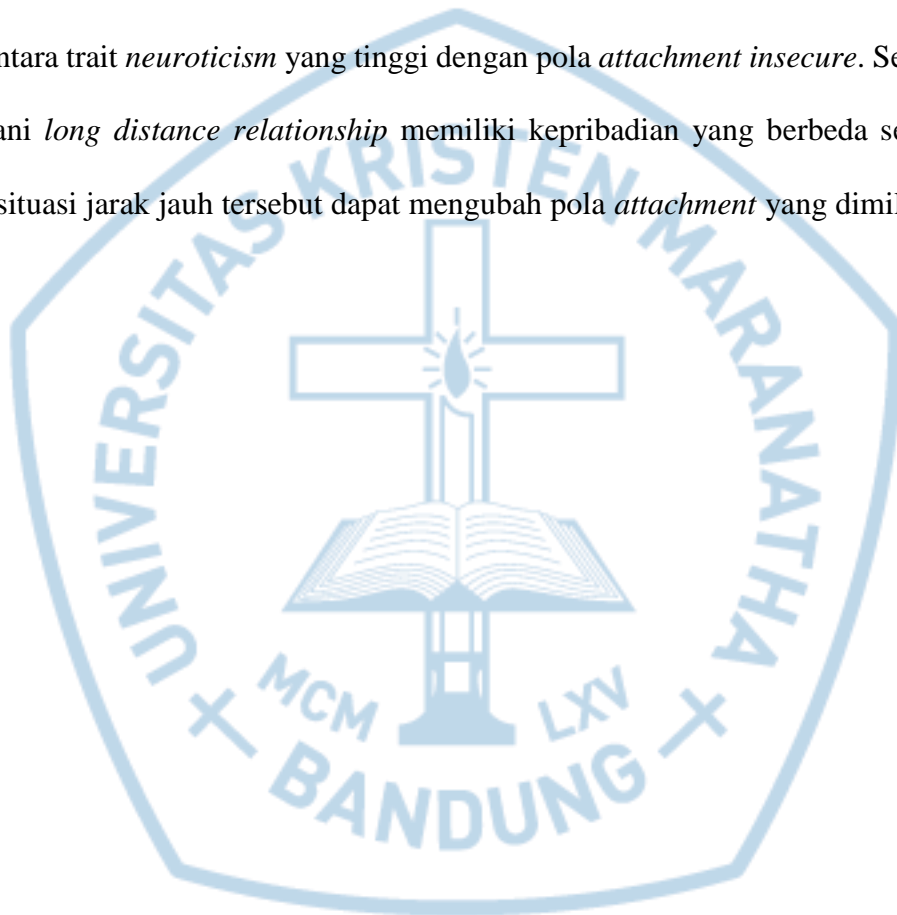 ntara trait neuroticism yang tinggi dengan pola attachment insecure. Se
ani long distance relationship memiliki kepribadian yang berbeda se
situasi jarak jauh tersebut dapat mengubah pola attachment yang dimil
UNIVERSITAS KRISTEN MARANATHA
MCM LXV
BANDUNG